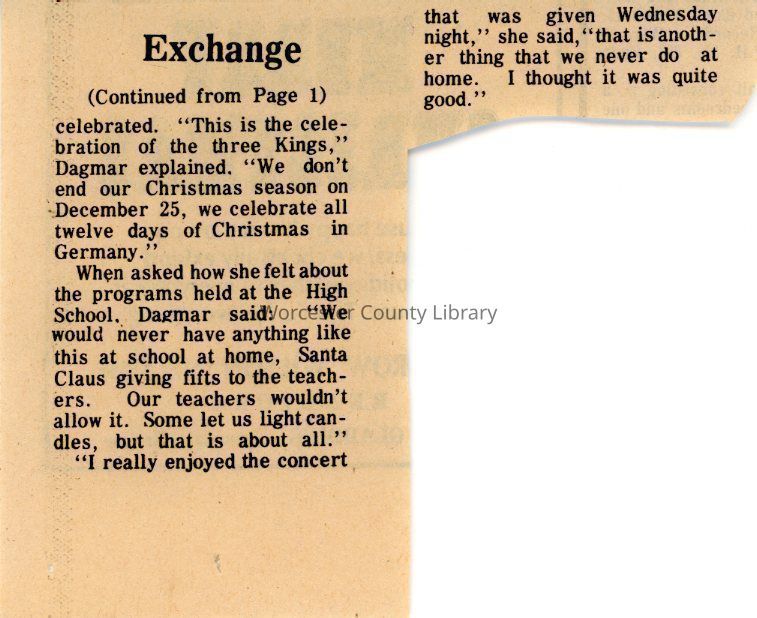 Exchange
(Continued from Page 1)
celebrated. "This is the cele-
bration of the three Kings,"
Dagmar explained. "We don't
end our Christmas season on
December 25, we celebrate all
twelve days of Christmas in
Germany."
When asked how she felt about
the programs held at the High
School, Dagmar said: "We
would never have anything like
this at school at home, Santa
Claus giving fifts to the teach-
ers. Our teachers wouldn't
allow it. Some let us light can-
dles, but that is about all."
"I really enjoyed the concert
that was given Wednesday
night," she said, "that is anoth-
er thing that we never do at
home. I thought it was quite
good."
Worcester County Library